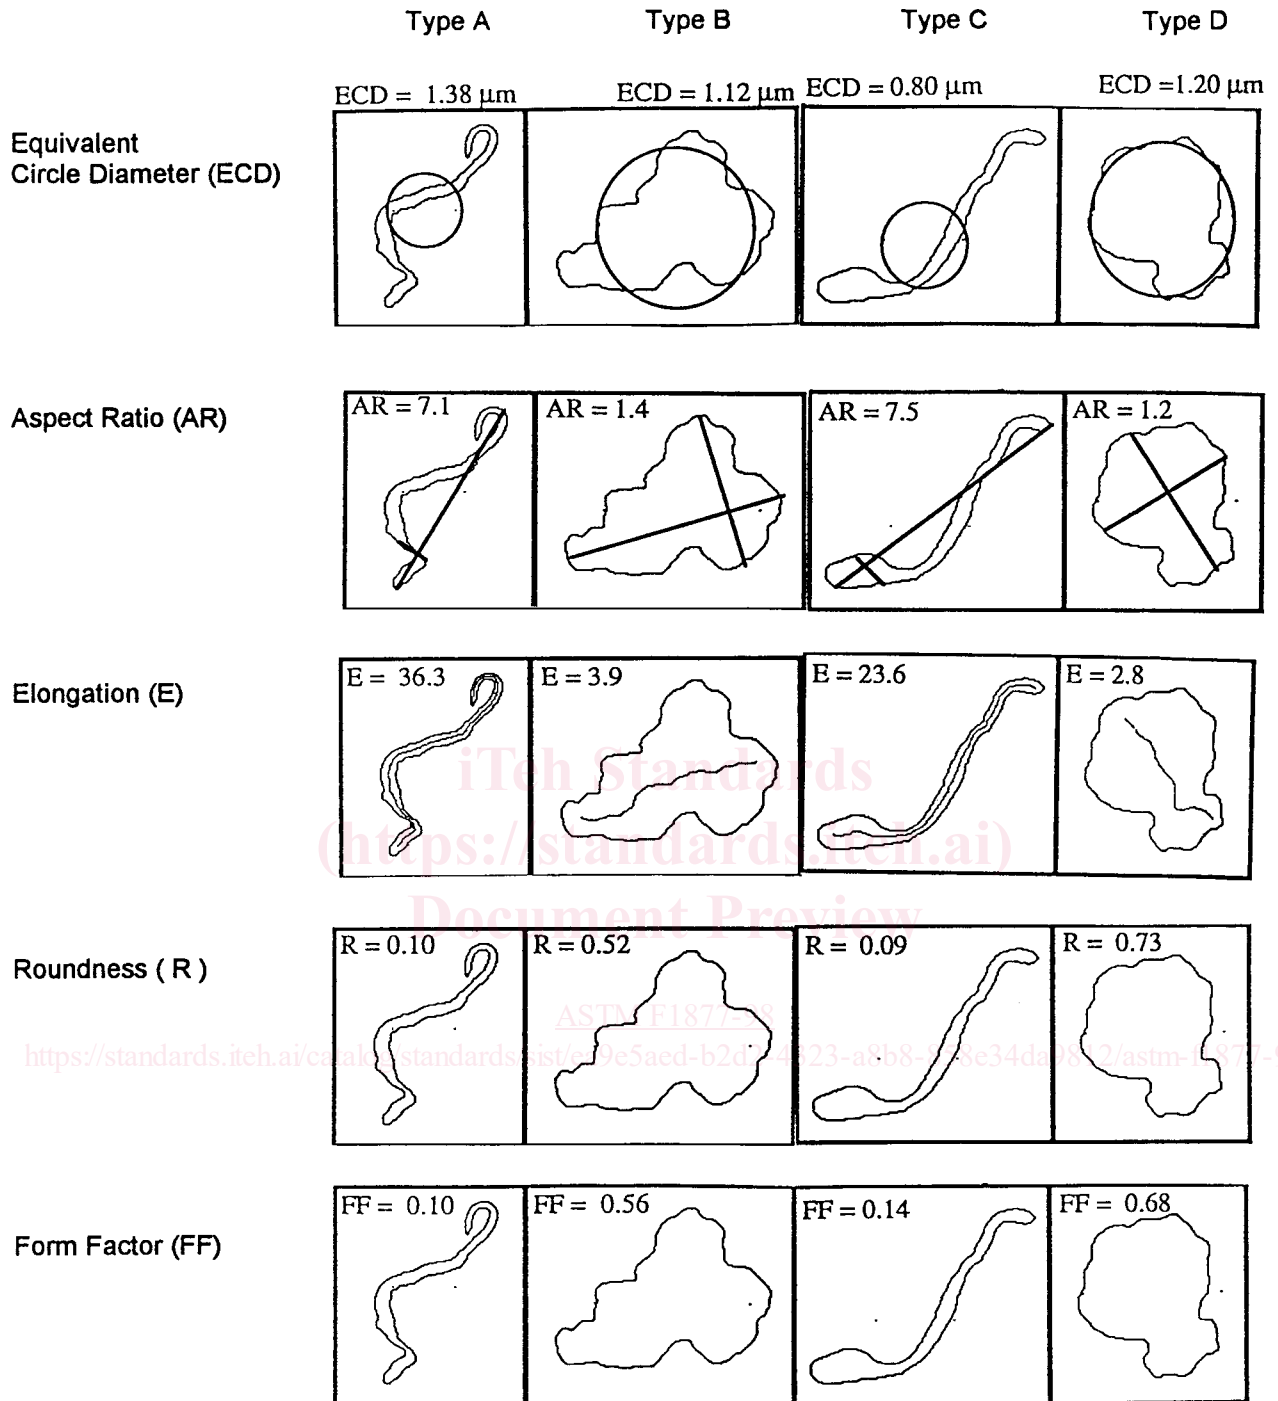 Type A Type B Type C Type D
ECD = 1.38 µm ECD = 1.12 µm ECD = 0.80 µm ECD =1.20 µm
Equivalent
Circle Diameter (ECD)
Aspect Ratio (AR)
AR = 7.1 AR = 1.4 AR = 7.5 AR = 1.2
Elongation (E)
E = 36.3 E = 3.9 E = 23.6 E = 2.8
iTeh Standards
(https://standards.iteh.ai)
Document Preview
Roundness ( R )
R = 0.10 R = 0.52 R = 0.09 R = 0.73
ASTM F1877-98
Form Factor (FF)
FF = 0.10 FF = 0.56 FF = 0.14 FF = 0.68